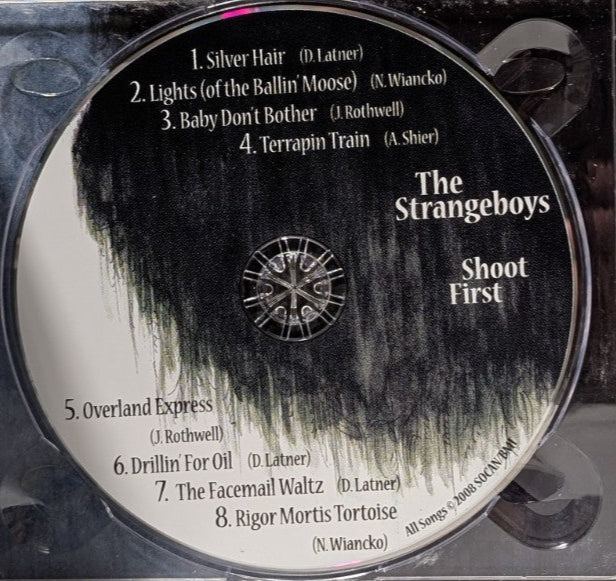 1. Silver Hair (D. Latner)
2. Lights (of the Ballin' Moose) (N. Wiancko)
3. Baby Don't Bother (J. Rothwell)
4. Terrapin Train (A. Shier)
The
Strangeboys
Shoot
First
5. Overland Express
(J. Rothwell)
6. Drillin' For Oil (D. Latner)
7. The Facemail Waltz (D. Latner)
8. Rigor Mortis Tortoise
(N. Wiancko)
All Songs © 2008 SOCAN/BMI